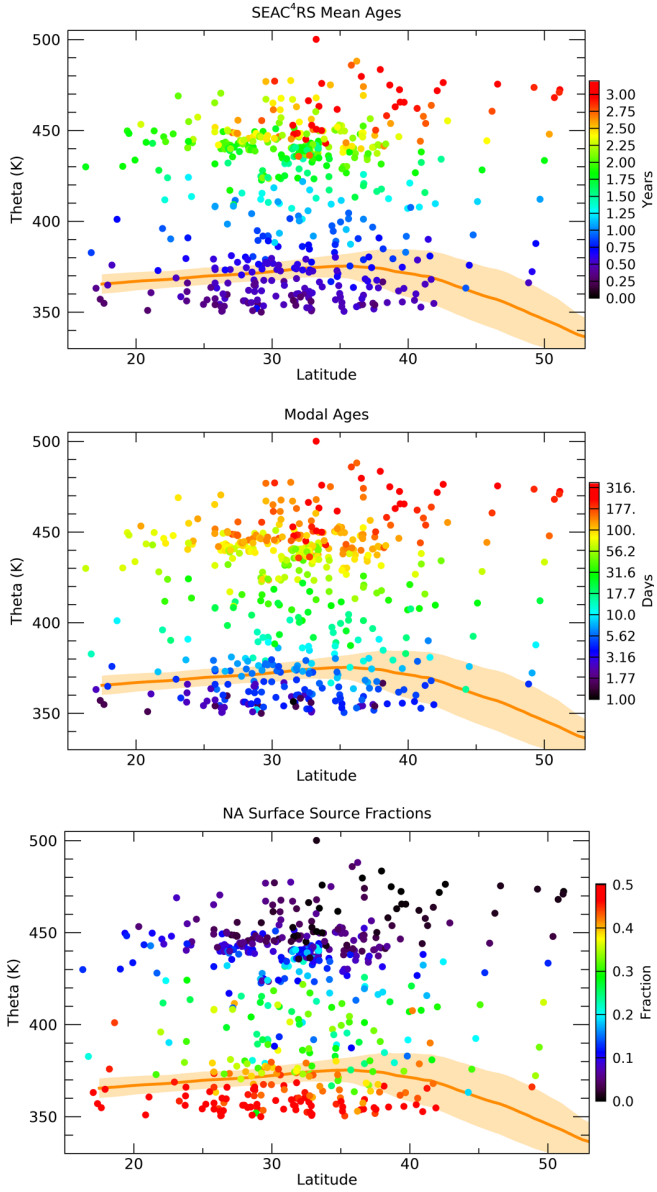 SEAC⁴RS Mean Ages
500
450
400
350
Theta (K)
20 30 40 50
Latitude
3.00
2.75
2.50
2.25
2.00
1.75
1.50
1.25
1.00
0.75
0.50
0.25
0.00
Years
Modal Ages
500
450
400
350
Theta (K)
20 30 40 50
Latitude
316.
177.
100.
56.2
31.6
17.7
10.0
5.62
3.16
1.77
1.00
Days
NA Surface Source Fractions
500
450
400
350
Theta (K)
20 30 40 50
Latitude
0.5
0.4
0.3
0.2
0.1
0.0
Fraction